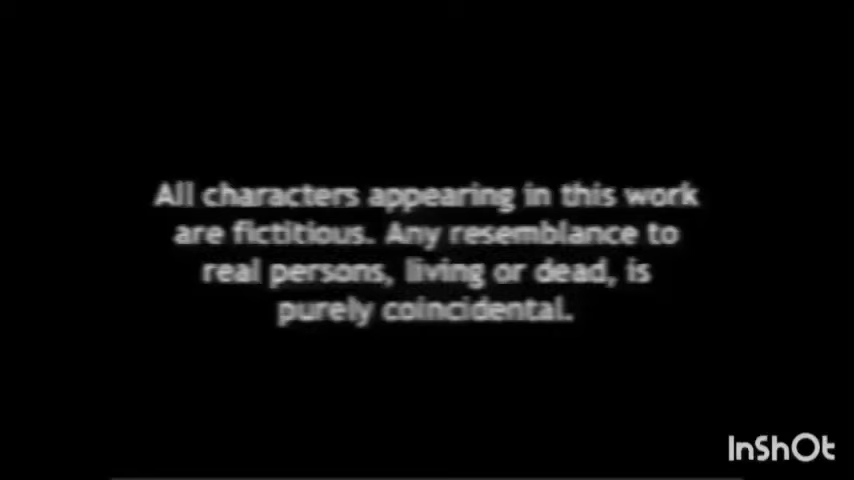 All characters appearing in this work
are fictitious. Any resemblance to
real persons, living or dead, is
purely coincidental.
InShOt